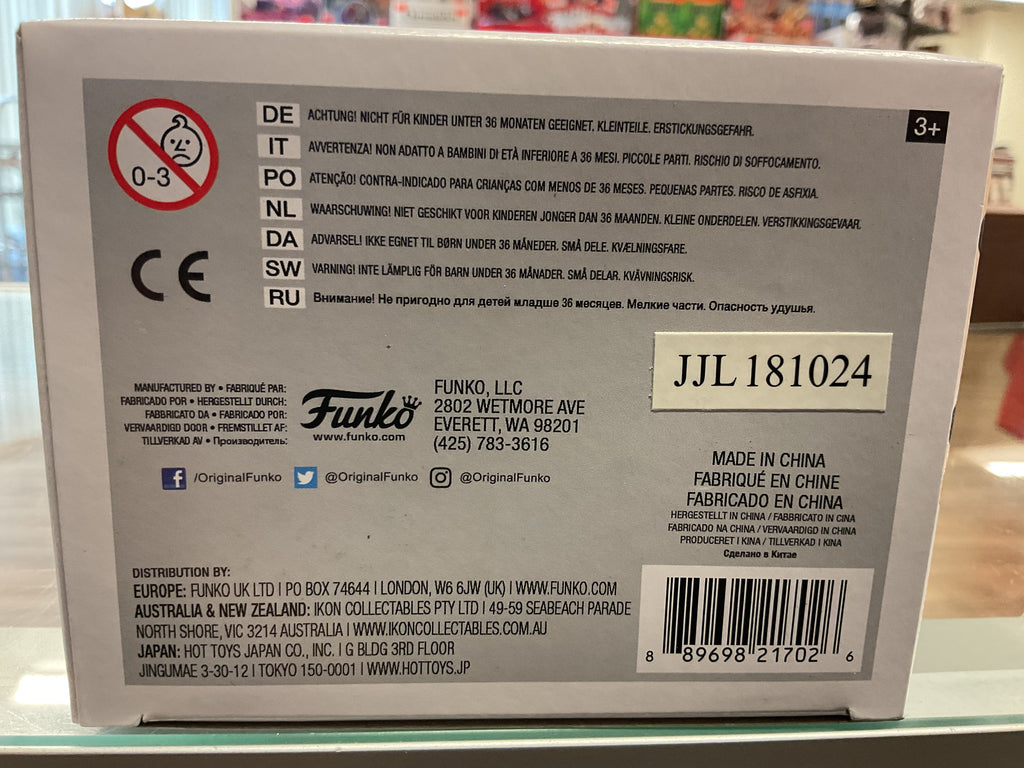 0-3
DE ACHTUNG! NICHT FÜR KINDER UNTER 36 MONATEN GEEIGNET. KLEINTEILE. ERSTICKUNGSGEFAHR.
IT AVVERTENZA! NON ADATTO A BAMBINI DI ETÀ INFERIORE A 36 MESI. PICCOLE PARTI. RISCHIO DI SOFFOCAMENTO.
PO ATENÇÃO! CONTRA-INDICADO PARA CRIANÇAS COM MENOS DE 36 MESES. PEQUENAS PARTES. RISCO DE ASFIXIA.
NL WAARSCHUWING! NIET GESCHIKT VOOR KINDEREN JONGER DAN 36 MAANDEN. KLEINE ONDERDELEN. VERSTIKKINGSGEVAAR.
DA ADVARSEL! IKKE EGNET TIL BØRN UNDER 36 MÅNEDER. SMÅ DELE. KVÆLNINGSFARE.
SW VARNING! INTE LÄMPLIG FÖR BARN UNDER 36 MÅNADER. SMÅ DELAR. KVÄVNINGSRISK.
RU Внимание! Не пригодно для детей младше 36 месяцев. Мелкие части. Опасность удушья.
3+
CE
JJL 181024
MANUFACTURED BY • FABRIQUÉ PAR:
FABRICADO POR • HERGESTELLT DURCH:
FABBRICATO DA • FABRICADO POR:
VERVAARDIGD DOOR • FREMSTILLET AF:
TILLVERKAD AV • Производитель:
Funko
www.funko.com
FUNKO, LLC
2802 WETMORE AVE
EVERETT, WA 98201
(425) 783-3616
f /OriginalFunko @OriginalFunko @OriginalFunko
MADE IN CHINA
FABRIQUÉ EN CHINE
FABRICADO EN CHINA
HERGESTELLT IN CHINA / FABBRICATO IN CINA
FABRICADO NA CHINA / VERVAARDIGD IN CHINA
PRODUCERET I KINA / TILLVERKAD I KINA
Сделано в Китае
DISTRIBUTION BY:
EUROPE: FUNKO UK LTD | PO BOX 74644 | LONDON, W6 6JW (UK) | WWW.FUNKO.COM
AUSTRALIA & NEW ZEALAND: IKON COLLECTABLES PTY LTD | 49-59 SEABEACH PARADE
NORTH SHORE, VIC 3214 AUSTRALIA | WWW.IKONCOLLECTABLES.COM.AU
JAPAN: HOT TOYS JAPAN CO., INC. | G BLDG 3RD FLOOR
JINGUMAE 3-30-12 | TOKYO 150-0001 | WWW.HOTTOYS.JP
8 89698 21702 6